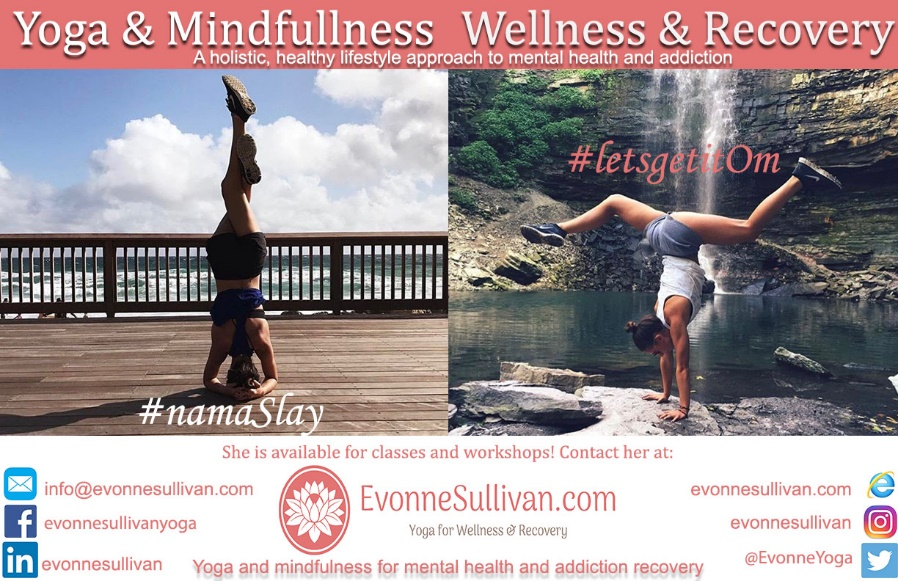 Yoga & Mindfullness Wellness & Recovery
A holistic, healthy lifestyle approach to mental health and addiction
#letsgetitOm
#namaSlay
She is available for classes and workshops! Contact her at:
info@evonnesullivan.com
evonnesullivanyoga
in evonnesullivan
EvonneSullivan.com
Yoga for Wellness & Recovery
Yoga and mindfulness for mental health and addiction recovery
evonnesullivan.com
evonnesullivan
@EvonneYoga